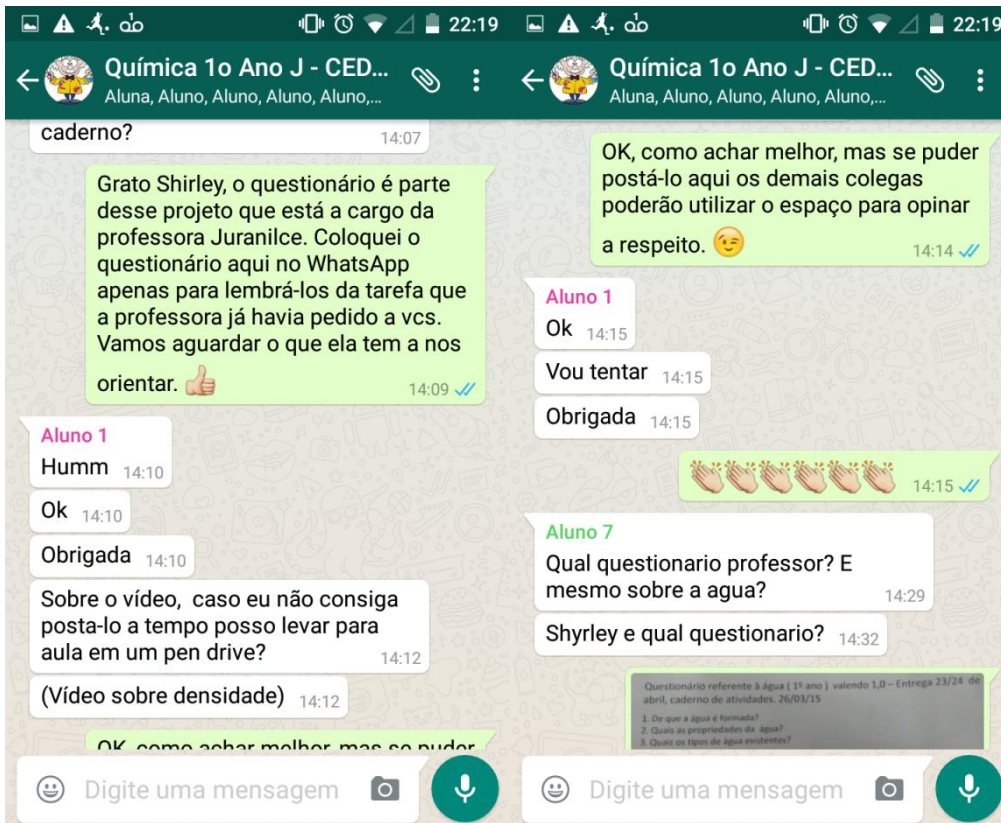 22:19
Química 1o Ano J - CED...
Aluna, Aluno, Aluno, Aluno, Aluno,...
caderno?
14:07
Grato Shirley, o questionário é parte
desse projeto que está a cargo da
professora Juranilce. Coloquei o
questionário aqui no WhatsApp
apenas para lembrá-los da tarefa que
a professora já havia pedido a vcs.
Vamos aguardar o que ela tem a nos
orientar. 👍
14:09
Aluno 1
Humm 14:10
Ok 14:10
Obrigada 14:10
Sobre o vídeo, caso eu não consiga
posta-lo a tempo posso levar para
aula em um pen drive?
14:12
(Vídeo sobre densidade) 14:12
OK, como achar melhor, mas se puder
Digite uma mensagem
22:19
Química 1o Ano J - CED...
Aluna, Aluno, Aluno, Aluno, Aluno,...
OK, como achar melhor, mas se puder
postá-lo aqui os demais colegas
poderão utilizar o espaço para opinar
a respeito. 😉
14:14
Aluno 1
Ok 14:15
Vou tentar 14:15
Obrigada 14:15
👏👏👏👏👏👏 14:15
Aluno 7
Qual questionario professor? E
mesmo sobre a agua?
14:29
Shyrley e qual questionario? 14:32
Questionário referente à água ( 1º ano ) valendo 1,0 – Entrega 23/24 de
abril, caderno de atividades. 26/03/15
1. De que a água é formada?
2. Quais as propriedades da água?
3. Quais os tipos de água existentes?
Digite uma mensagem